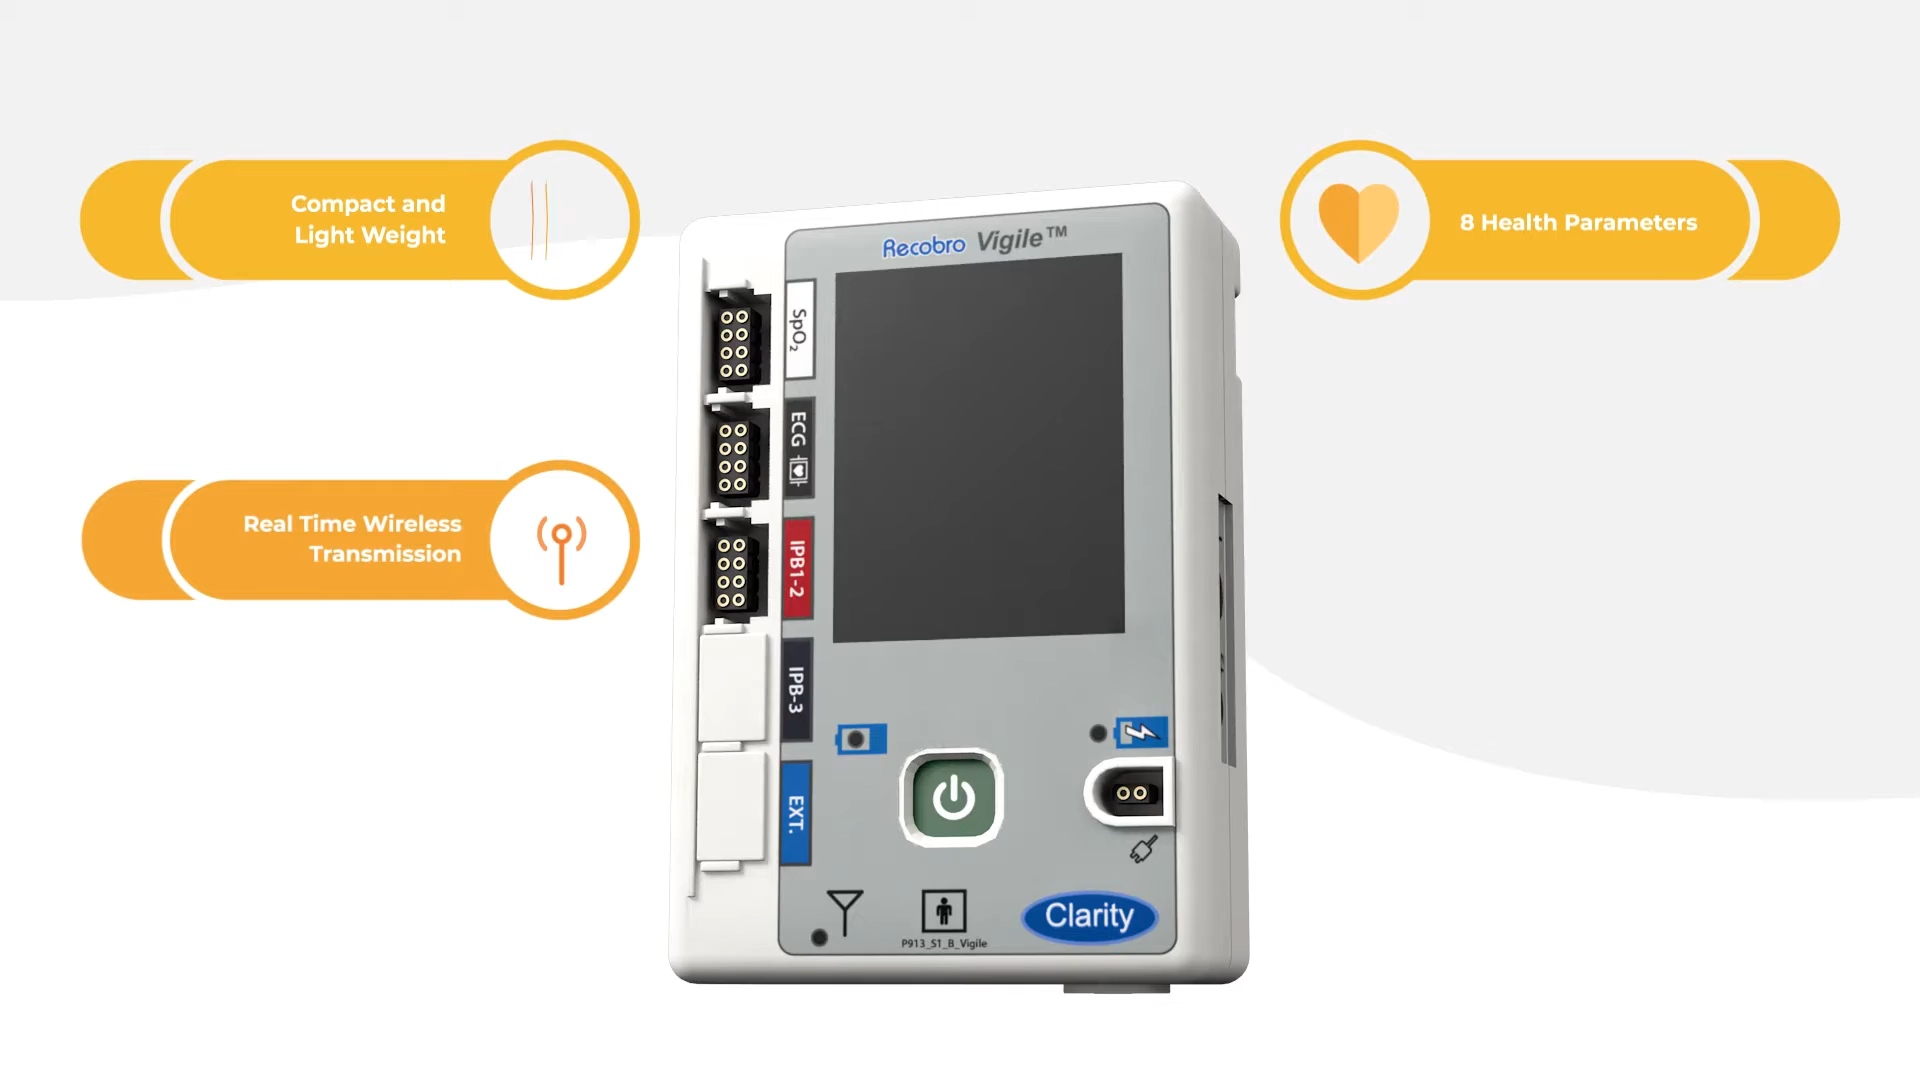 Compact and
Light Weight
Real Time Wireless
Transmission
8 Health Parameters
Recobro Vigile™
SpO₂
ECG
IPB1-2
IPB-3
EXT.
P913_S1_B_Vigile
Clarity